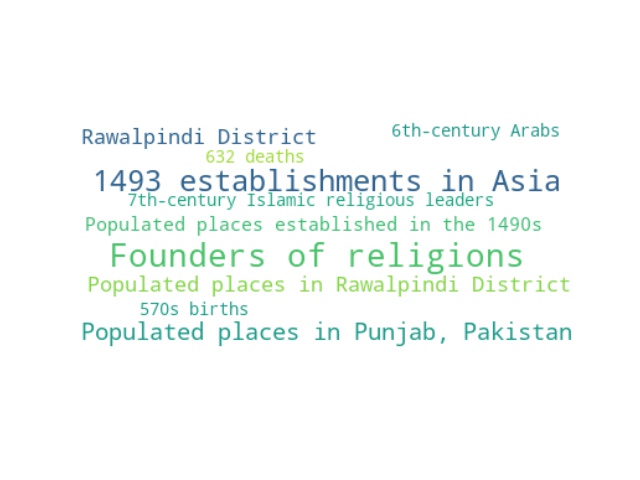 6th-century Arabs
Rawalpindi District
632 deaths
1493 establishments in Asia
7th-century Islamic religious leaders
Populated places established in the 1490s
Founders of religions
Populated places in Rawalpindi District
570s births
Populated places in Punjab, Pakistan